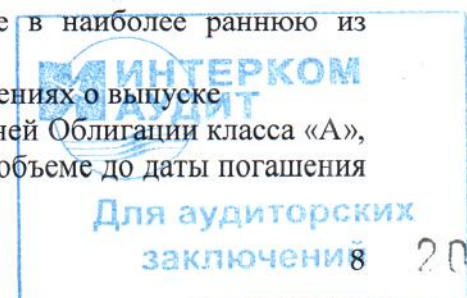 е в наиболее раннюю из
ИНТЕРКОМ
ениях о выпуске
АУДИТ
ней Облигации класса «А»,
объеме до даты погашения
Для аудиторских
заключений
8 20